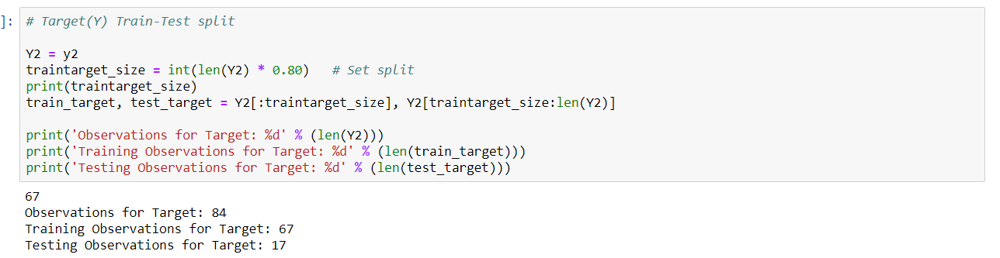 ]: # Target(Y) Train-Test split
Y2 = y2
traintarget_size = int(len(Y2) * 0.80)   # Set split
print(traintarget_size)
train_target, test_target = Y2[:traintarget_size], Y2[traintarget_size:len(Y2)]
print('Observations for Target: %d' % (len(Y2)))
print('Training Observations for Target: %d' % (len(train_target)))
print('Testing Observations for Target: %d' % (len(test_target)))
67
Observations for Target: 84
Training Observations for Target: 67
Testing Observations for Target: 17